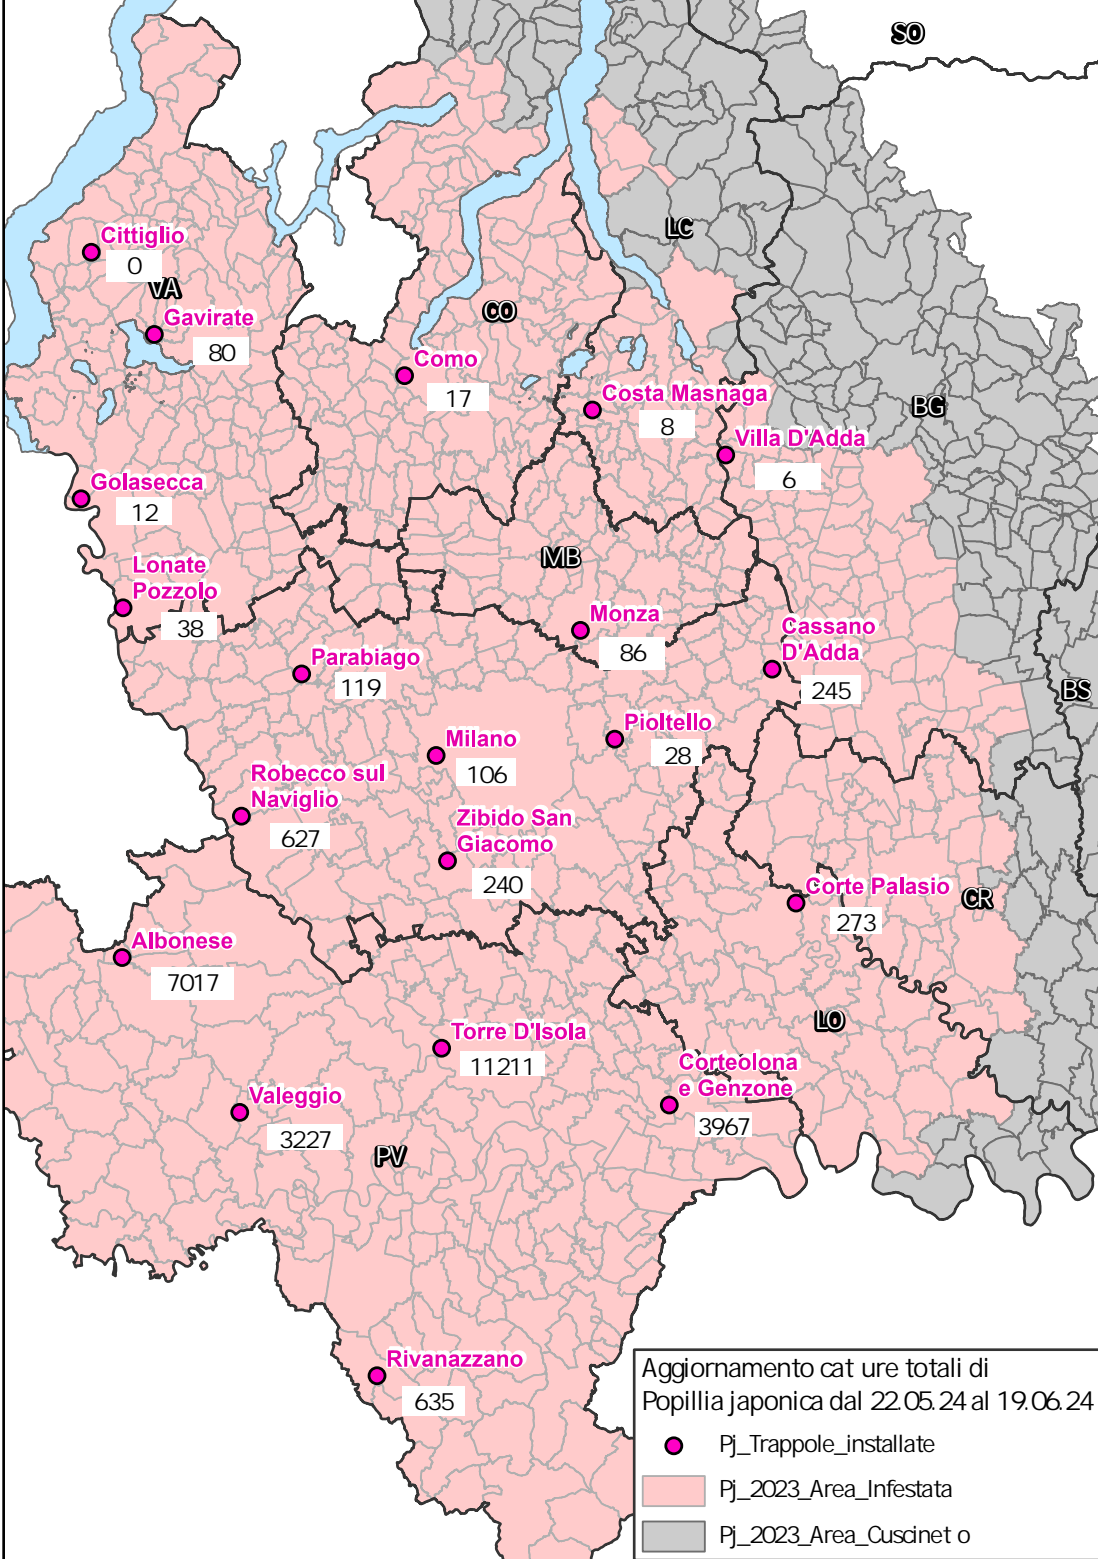 SO
LC
Cittiglio
0
VA
CO
Gavirate
80
Como
17
Costa Masnaga
8
BG
Villa D'Adda
6
Golasecca
12
MB
Lonate
Pozzolo
38
Monza
86
Cassano
D'Adda
245
Parabiago
119
BS
Pioltello
28
Milano
106
Robecco sul
Naviglio
627
Zibido San
Giacomo
240
Corte Palasio
273
CR
Albonese
7017
LO
Torre D'Isola
11211
Corteolona
e Genzone
3967
Valeggio
3227
PV
Rivanazzano
635
Aggiornamento cat ure totali di
Popillia japonica dal 22.05.24 al 19.06.24
Pj_Trappole_installate
Pj_2023_Area_Infestata
Pj_2023_Area_Cuscinet o